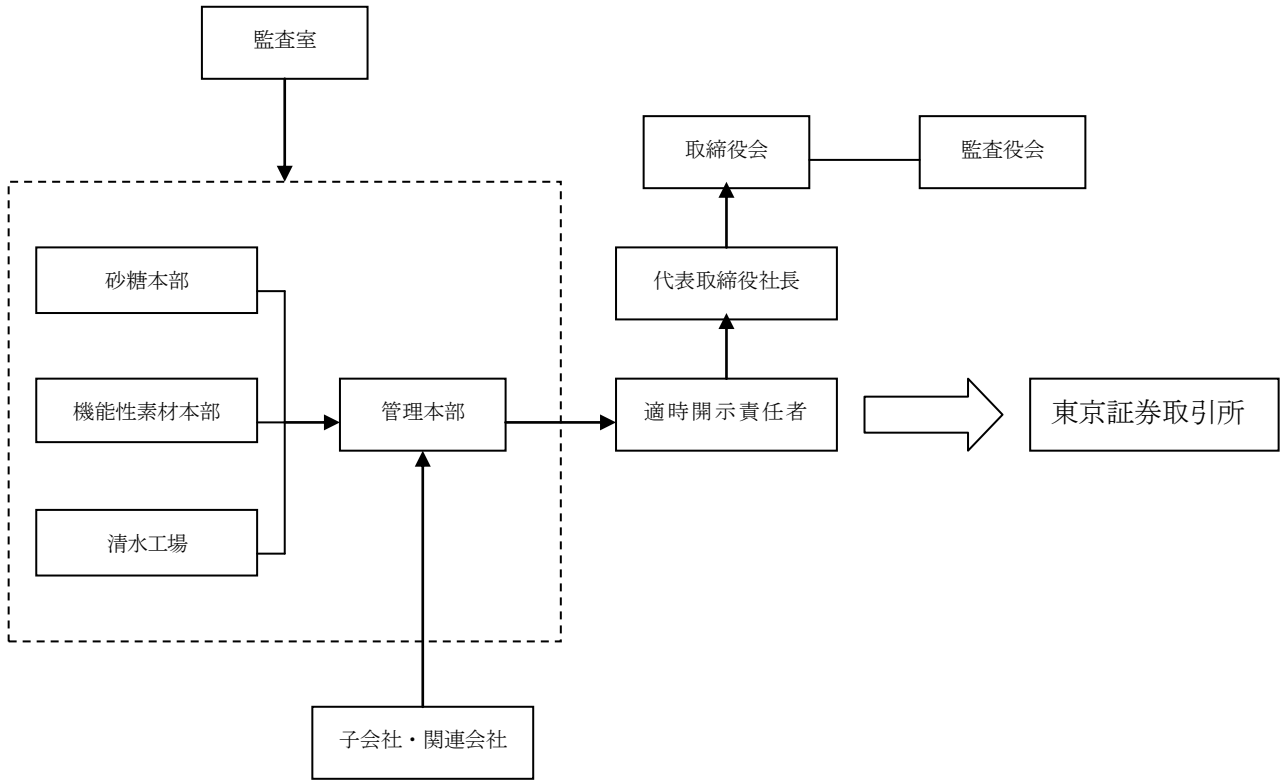 監査室
取締役会
監査役会
砂糖本部
代表取締役社長
機能性素材本部
管理本部
適時開示責任者
東京証券取引所
清水工場
子会社・関連会社